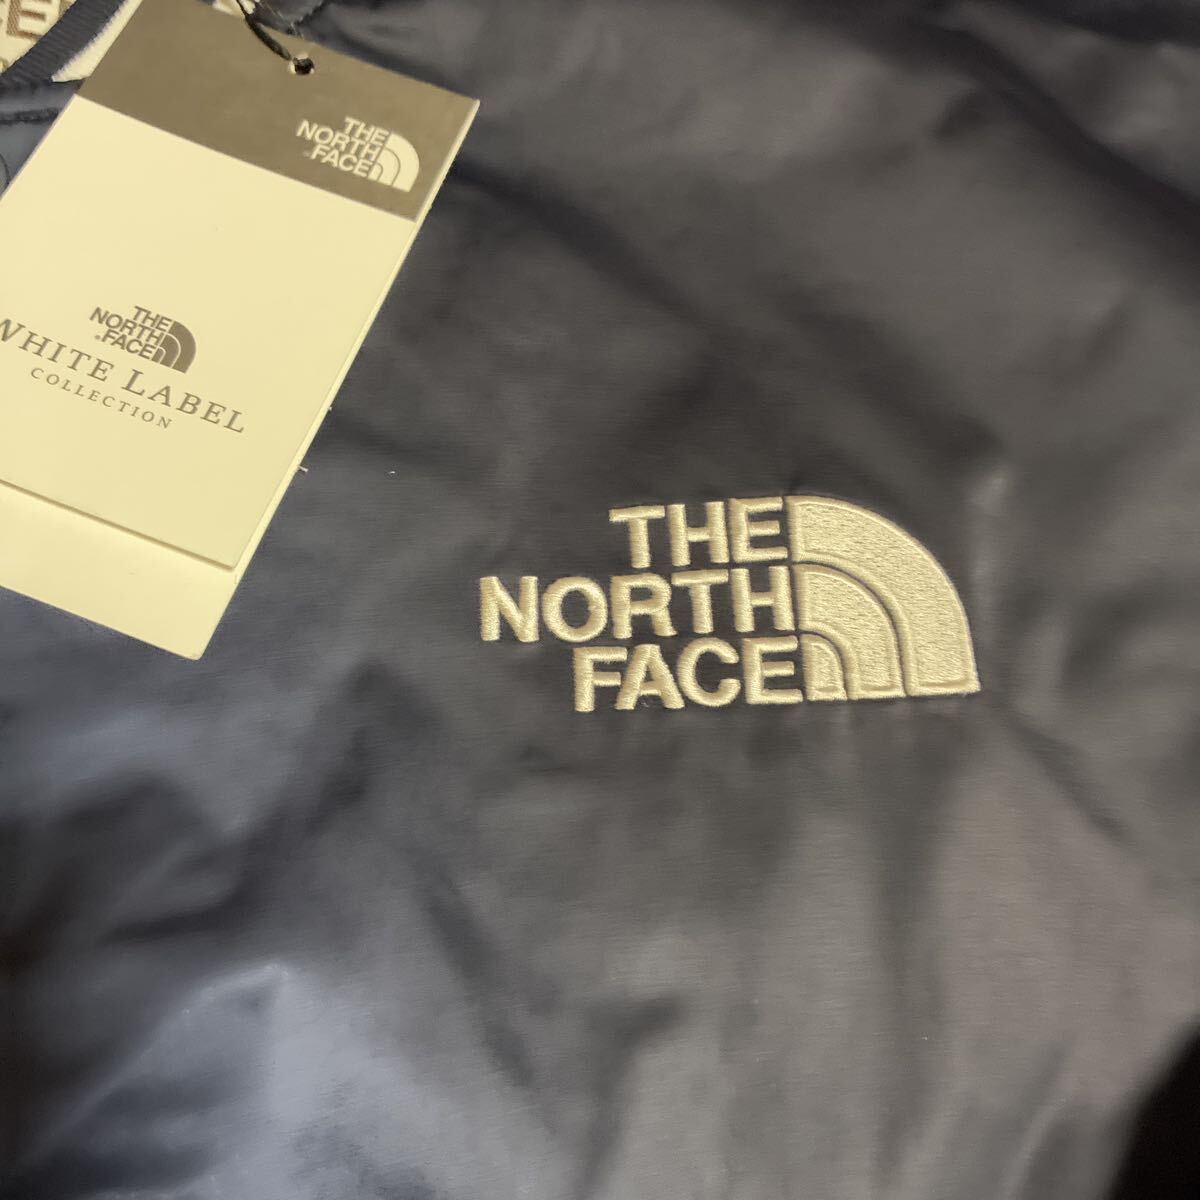 THE
NORTH
FACE
THE
NORTH
FACE
WHITE LABEL
COLLECTION
THE
NORTH
FACE